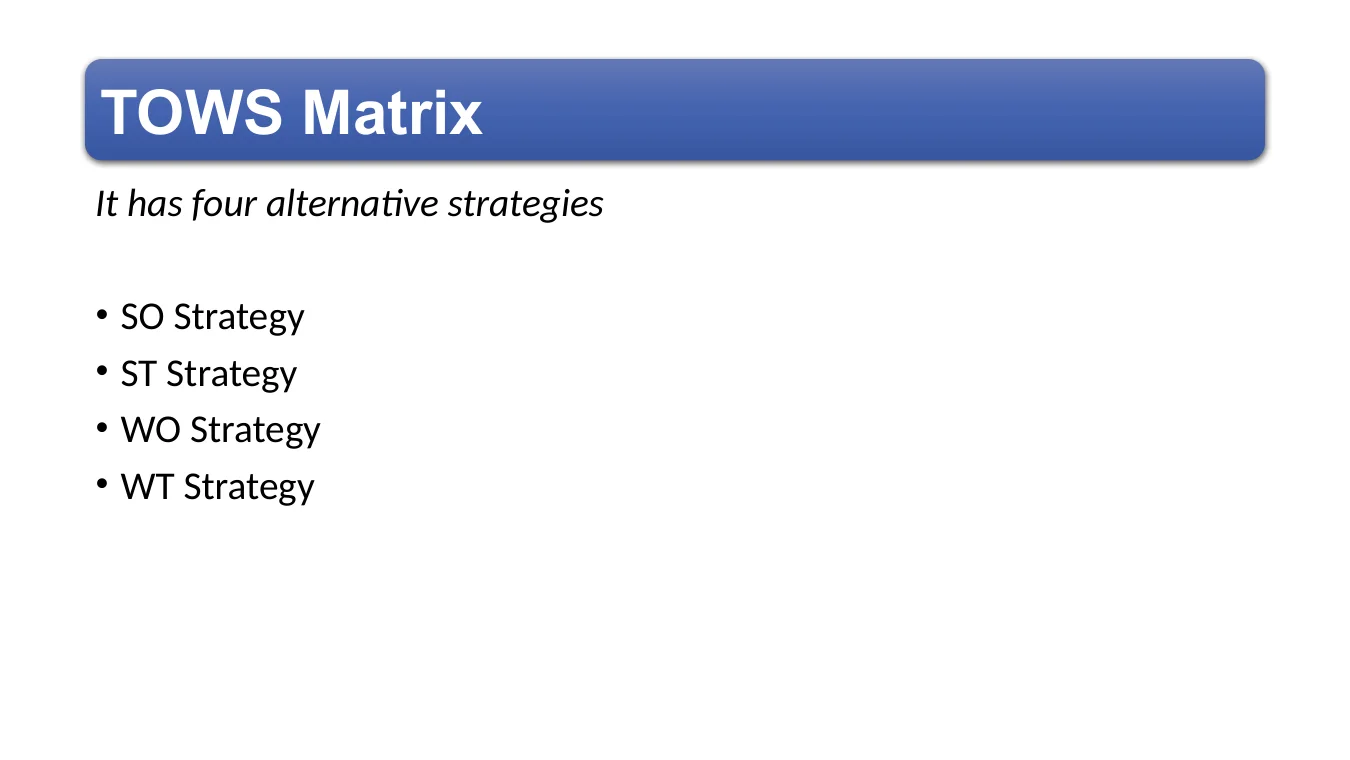 TOWS Matrix
It has four alternative strategies
• SO Strategy
• ST Strategy
• WO Strategy
• WT Strategy